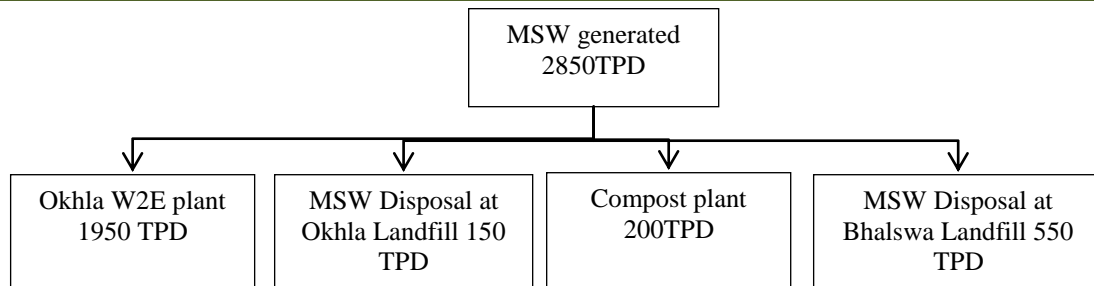 MSW generated
2850TPD
Okhla W2E plant
1950 TPD
MSW Disposal at
Okhla Landfill 150
TPD
Compost plant
200TPD
MSW Disposal at
Bhalswa Landfill 550
TPD